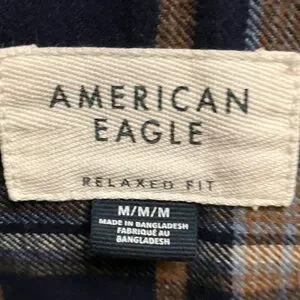 AMERICAN
EAGLE
RELAXED FIT
M/M/M
MADE IN BANGLADESH
FABRIQUÉ AU
BANGLADESH